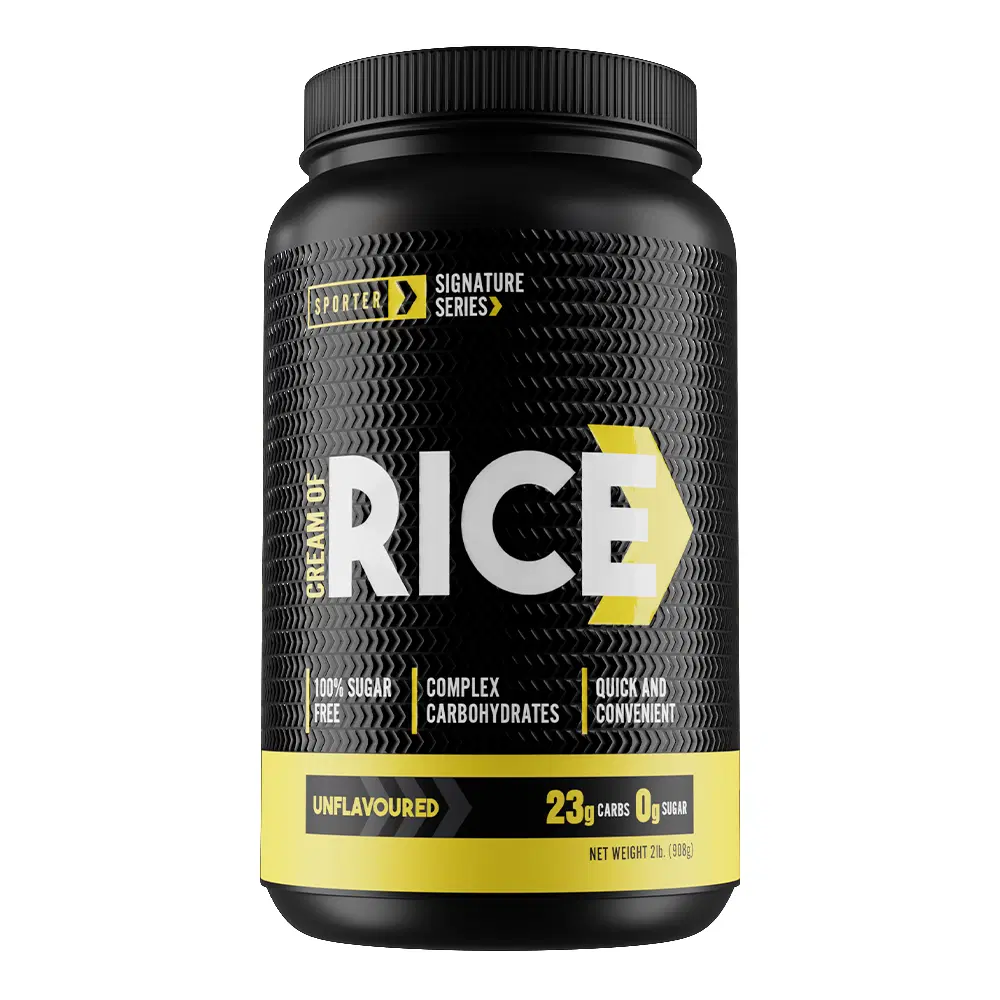 SPORTER
SIGNATURE
SERIES
CREAM OF
RICE
100% SUGAR
FREE
COMPLEX
CARBOHYDRATES
QUICK AND
CONVENIENT
UNFLAVOURED
23g CARBS 0g SUGAR
NET WEIGHT 2lb. (908g)